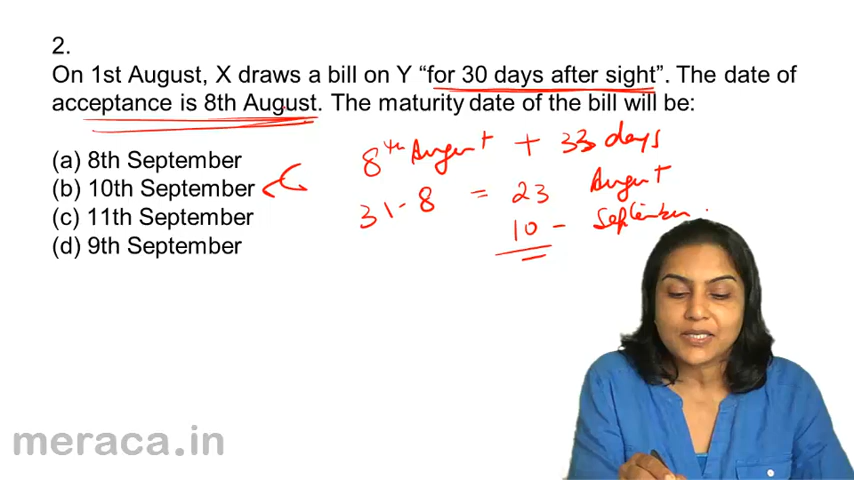 2.
On 1st August, X draws a bill on Y “for 30 days after sight”. The date of
acceptance is 8th August. The maturity date of the bill will be:
(a) 8th September
(b) 10th September
(c) 11th September
(d) 9th September
8th August + 33 days
31 - 8 = 23 August
10 - September
meraca.in